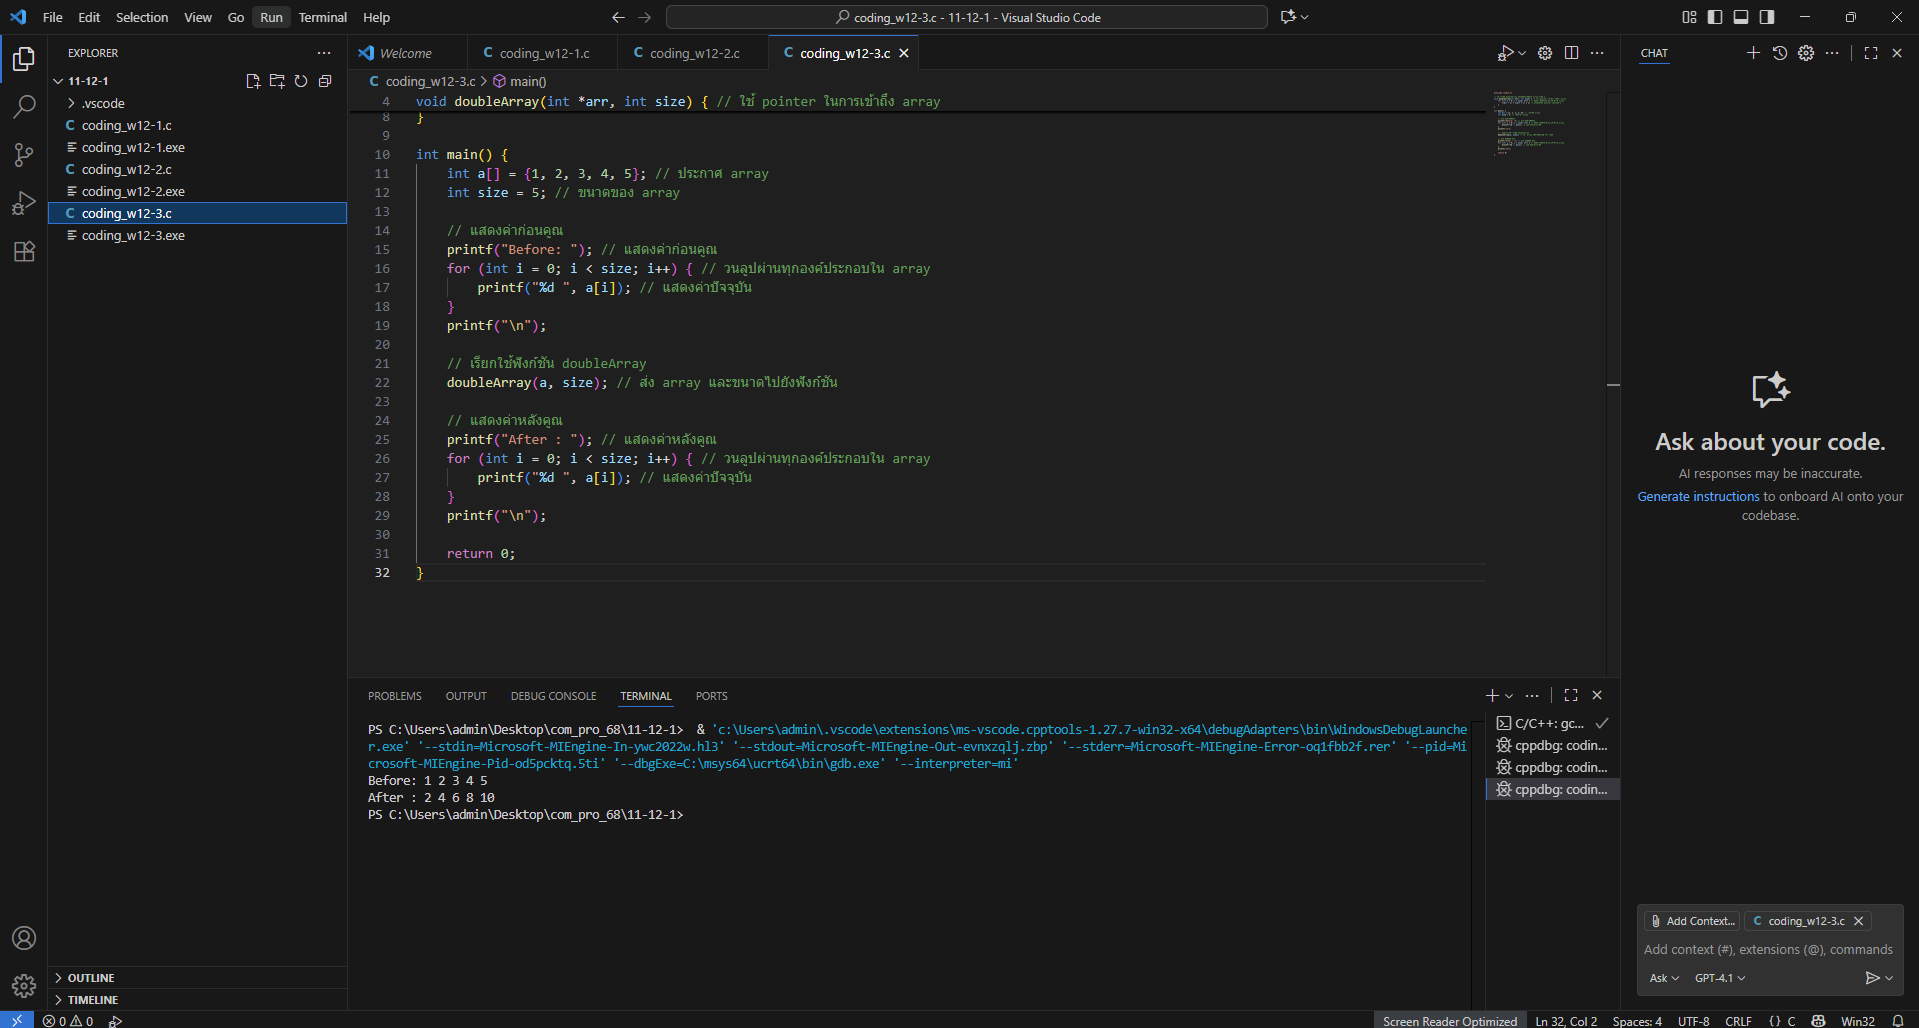 File Edit Selection View Go Run Terminal Help
coding_w12-3.c - 11-12-1 - Visual Studio Code
EXPLORER
11-12-1
.vscode
coding_w12-1.c
coding_w12-1.exe
coding_w12-2.c
coding_w12-2.exe
coding_w12-3.c
coding_w12-3.exe
OUTLINE
TIMELINE
Welcome coding_w12-1.c coding_w12-2.c coding_w12-3.c
coding_w12-3.c > main()
4 void doubleArray(int *arr, int size) { // ใช้ pointer ในการเข้าถึง array
8 }
9
10 int main() {
11 int a[] = {1, 2, 3, 4, 5}; // ประกาศ array
12 int size = 5; // ขนาดของ array
13
14 // แสดงค่าก่อนคูณ
15 printf("Before: "); // แสดงค่าก่อนคูณ
16 for (int i = 0; i < size; i++) { // วนลูปผ่านทุกองค์ประกอบใน array
17 printf("%d ", a[i]); // แสดงค่าปัจจุบัน
18 }
19 printf("\n");
20
21 // เรียกใช้ฟังก์ชัน doubleArray
22 doubleArray(a, size); // ส่ง array และขนาดไปยังฟังก์ชัน
23
24 // แสดงค่าหลังคูณ
25 printf("After : "); // แสดงค่าหลังคูณ
26 for (int i = 0; i < size; i++) { // วนลูปผ่านทุกองค์ประกอบใน array
27 printf("%d ", a[i]); // แสดงค่าปัจจุบัน
28 }
29 printf("\n");
30
31 return 0;
32 }
PROBLEMS OUTPUT DEBUG CONSOLE TERMINAL PORTS
PS C:\Users\admin\Desktop\com_pro_68\11-12-1> & 'c:\Users\admin\.vscode\extensions\ms-vscode.cpptools-1.27.7-win32-x64\debugAdapters\bin\WindowsDebugLaunche
r.exe' '--stdin=Microsoft-MIEngine-In-ywc2022w.hl3' '--stdout=Microsoft-MIEngine-Out-evnxzqlj.zbp' '--stderr=Microsoft-MIEngine-Error-oq1fbb2f.rer' '--pid=Mi
crosoft-MIEngine-Pid-od5pcktq.5ti' '--dbgExe=C:\msys64\ucrt64\bin\gdb.exe' '--interpreter=mi'
Before: 1 2 3 4 5
After : 2 4 6 8 10
PS C:\Users\admin\Desktop\com_pro_68\11-12-1>
C/C++: gc...
cppdbg: codin...
cppdbg: codin...
cppdbg: codin...
CHAT
Ask about your code.
AI responses may be inaccurate.
Generate instructions to onboard AI onto your
codebase.
Add Context... coding_w12-3.c
Add context (#), extensions (@), commands
Ask GPT-4.1
0 0
Screen Reader Optimized Ln 32, Col 2 Spaces: 4 UTF-8 CRLF {} C Win32